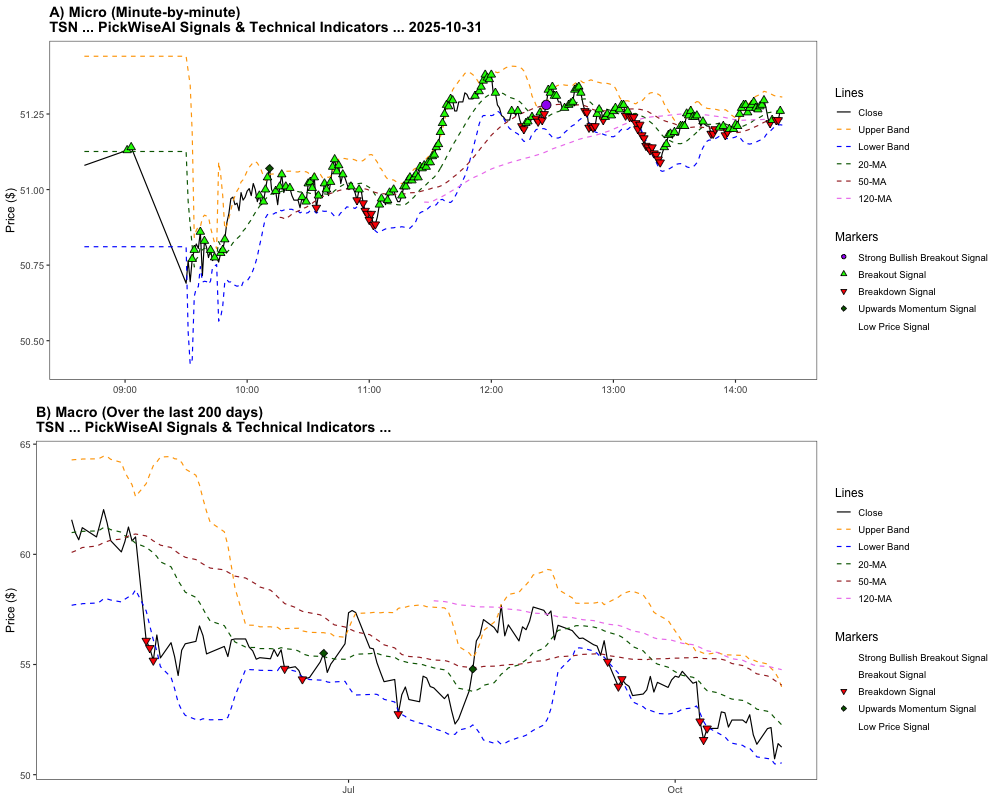 A) Micro (Minute-by-minute)
TSN ... PickWiseAI Signals & Technical Indicators ... 2025-10-31
Price ($)
51.25
51.00
50.75
50.50
09:00 10:00 11:00 12:00 13:00 14:00
Lines
Close
Upper Band
Lower Band
20-MA
50-MA
120-MA
Markers
Strong Bullish Breakout Signal
Breakout Signal
Breakdown Signal
Upwards Momentum Signal
Low Price Signal
B) Macro (Over the last 200 days)
TSN ... PickWiseAI Signals & Technical Indicators ...
Price ($)
65
60
55
50
Jul Oct
Lines
Close
Upper Band
Lower Band
20-MA
50-MA
120-MA
Markers
Strong Bullish Breakout Signal
Breakout Signal
Breakdown Signal
Upwards Momentum Signal
Low Price Signal